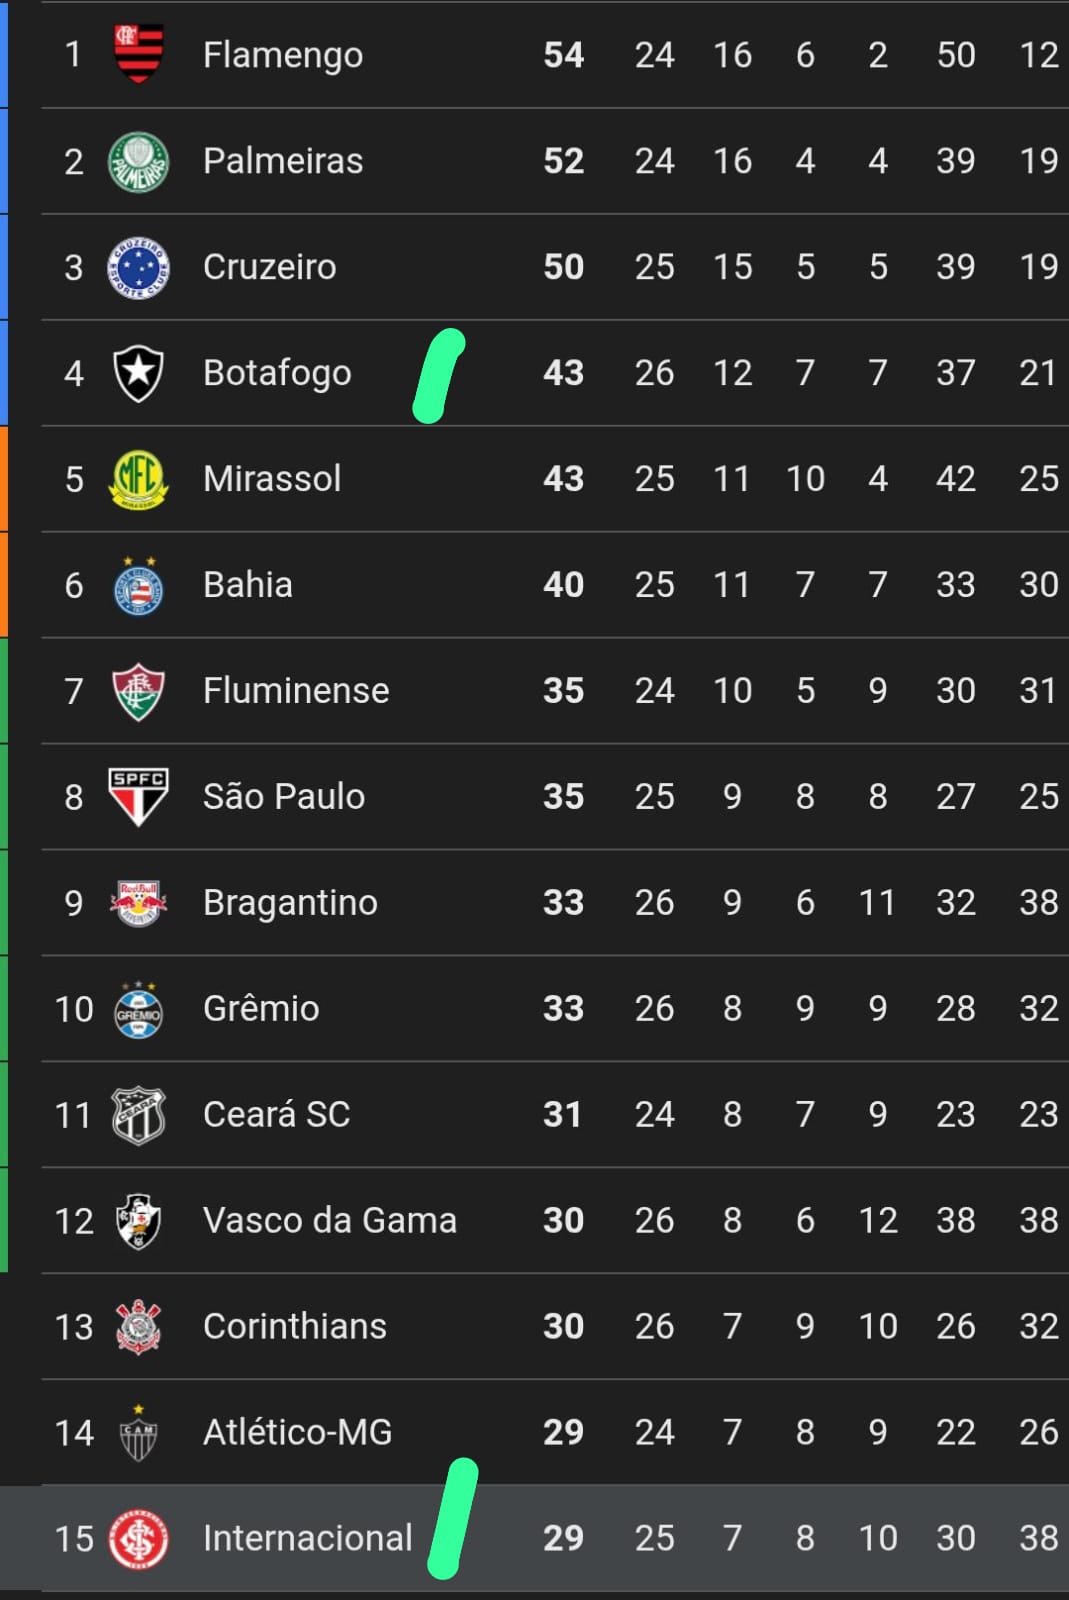 1 Flamengo 54 24 16 6 2 50 12
2 Palmeiras 52 24 16 4 4 39 19
3 Cruzeiro 50 25 15 5 5 39 19
4 Botafogo 43 26 12 7 7 37 21
5 Mirassol 43 25 11 10 4 42 25
6 Bahia 40 25 11 7 7 33 30
7 Fluminense 35 24 10 5 9 30 31
8 SPFC São Paulo 35 25 9 8 8 27 25
9 Bragantino 33 26 9 6 11 32 38
10 Grêmio 33 26 8 9 9 28 32
11 Ceará SC 31 24 8 7 9 23 23
12 Vasco da Gama 30 26 8 6 12 38 38
13 Corinthians 30 26 7 9 10 26 32
14 Atlético-MG 29 24 7 8 9 22 26
15 Internacional 29 25 7 8 10 30 38